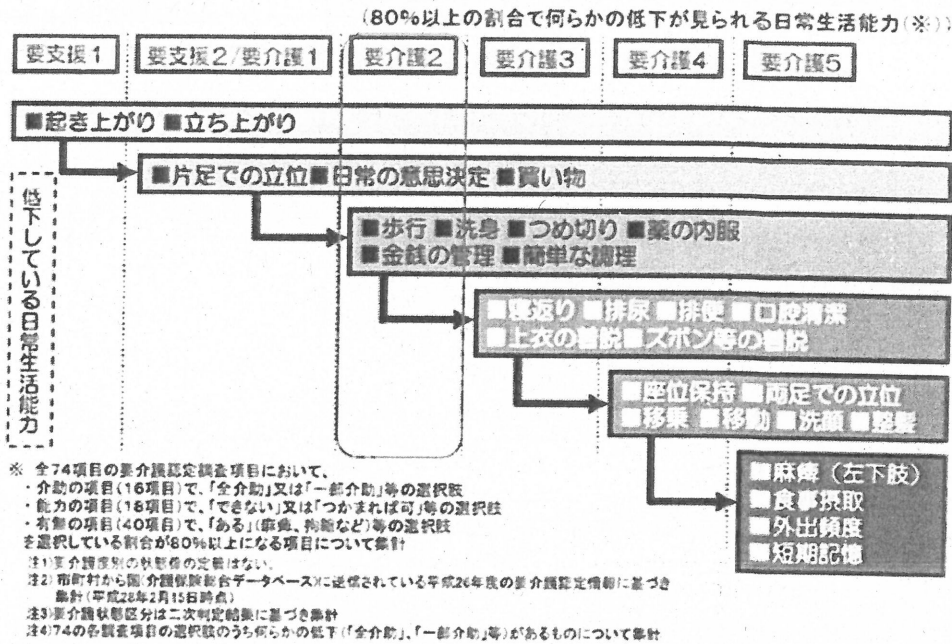 (80%以上の割合で何らかの低下が見られる日常生活能力(※))
要支援1
要支援2/要介護1
要介護2
要介護3
要介護4
要介護5
■起き上がり ■立ち上がり
■片足での立位■日常の意思決定 ■買い物
■歩行 ■洗身 ■つめ切り ■薬の内服
■金銭の管理 ■簡単な調理
■寝返り ■排尿 ■排便 ■口腔清潔
■上衣の着脱■ズボン等の着脱
■座位保持 ■両足での立位
■移乗 ■移動 ■洗顔 ■整髪
■麻痺(左下肢)
■食事摂取
■外出頻度
■短期記憶
低下している日常生活能力
※ 全74項目の要介護認定調査項目において、
・介助の項目(16項目)で、「全介助」又は「一部介助」等の選択肢
・能力の項目(18項目)で、「できない」又は「つかまれば可」等の選択肢
・有無の項目(40項目)で、「ある」(麻痺、拘縮など)等の選択肢
を選択している割合が80%以上になる項目について集計
注1)要介護度別の状態像の定義はない。
注2)市町村から国(介護保険総合データベース)に送信されている平成26年度の要介護認定情報に基づき
集計(平成28年2月15日時点)
注3)要介護状態区分は二次判定結果に基づき集計
注4)74の各調査項目の選択肢のうち何らかの低下(「全介助」、「一部介助」等)があるものについて集計